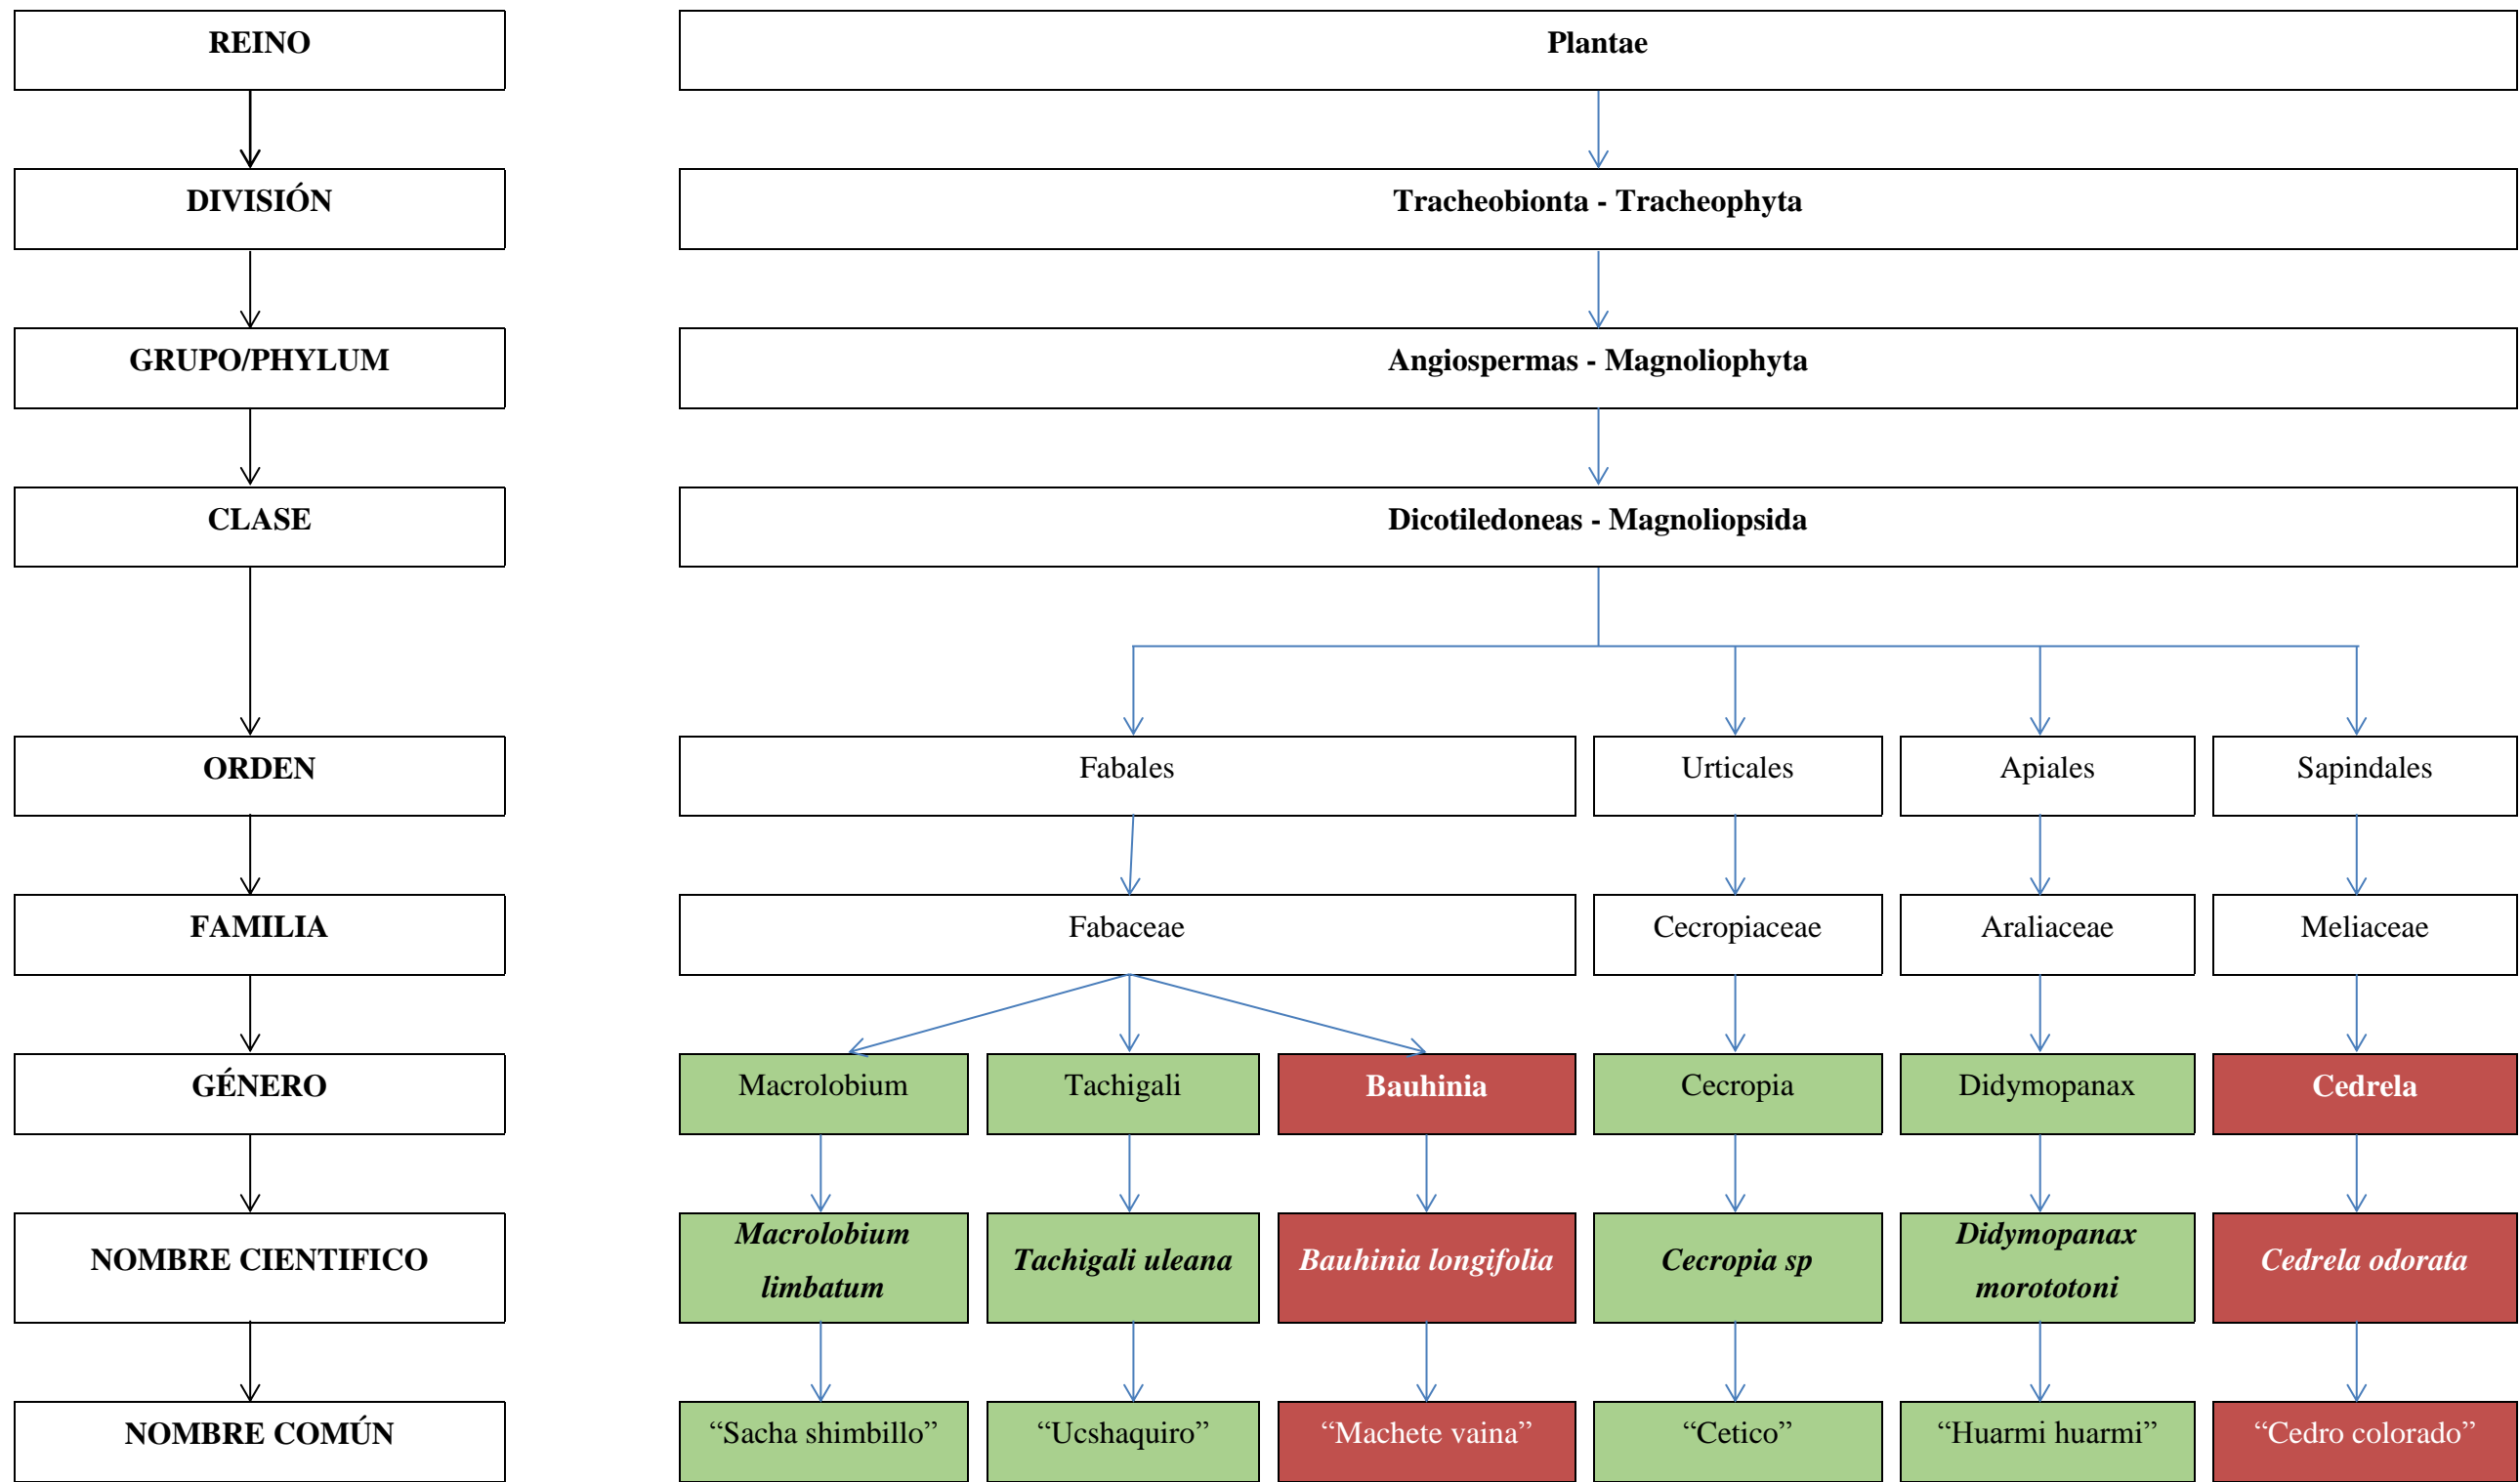 REINO
Plantae
DIVISIÓN
Tracheobionta - Tracheophyta
GRUPO/PHYLUM
Angiospermas - Magnoliophyta
CLASE
Dicotiledoneas - Magnoliopsida
ORDEN
Fabales
Urticales
Apiales
Sapindales
FAMILIA
Fabaceae
Cecropiaceae
Araliaceae
Meliaceae
GÉNERO
Macrolobium
Tachigali
Bauhinia
Cecropia
Didymopanax
Cedrela
NOMBRE CIENTIFICO
Macrolobium
limbatum
Tachigali uleana
Bauhinia longifolia
Cecropia sp
Didymopanax
morototoni
Cedrela odorata
NOMBRE COMÚN
“Sacha shimbillo”
“Ucshaquiro”
“Machete vaina”
“Cetico”
“Huarmi huarmi”
“Cedro colorado”